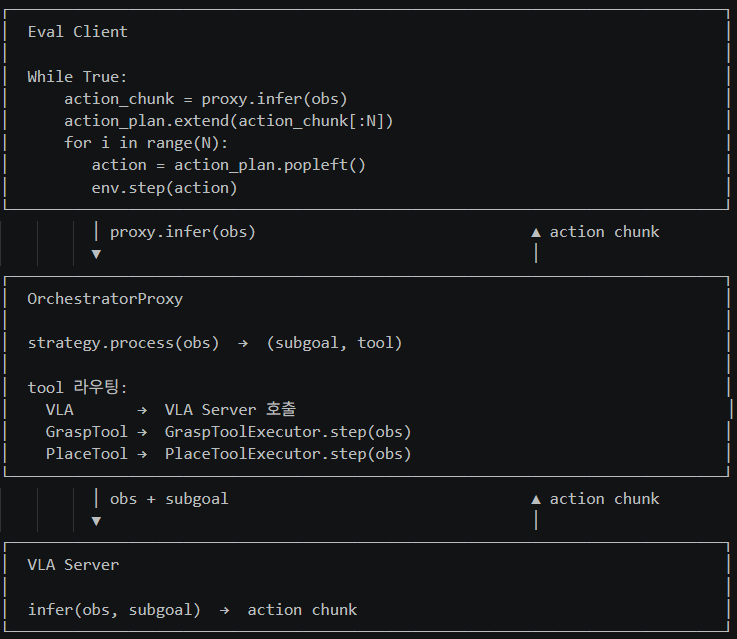 Eval Client
While True:
action_chunk = proxy.infer(obs)
action_plan.extend(action_chunk[:N])
for i in range(N):
action = action_plan.popleft()
env.step(action)
proxy.infer(obs) ▲ action chunk
▼
OrchestratorProxy
strategy.process(obs) → (subgoal, tool)
tool 라우팅:
VLA → VLA Server 호출
GraspTool → GraspToolExecutor.step(obs)
PlaceTool → PlaceToolExecutor.step(obs)
obs + subgoal ▲ action chunk
▼
VLA Server
infer(obs, subgoal) → action chunk